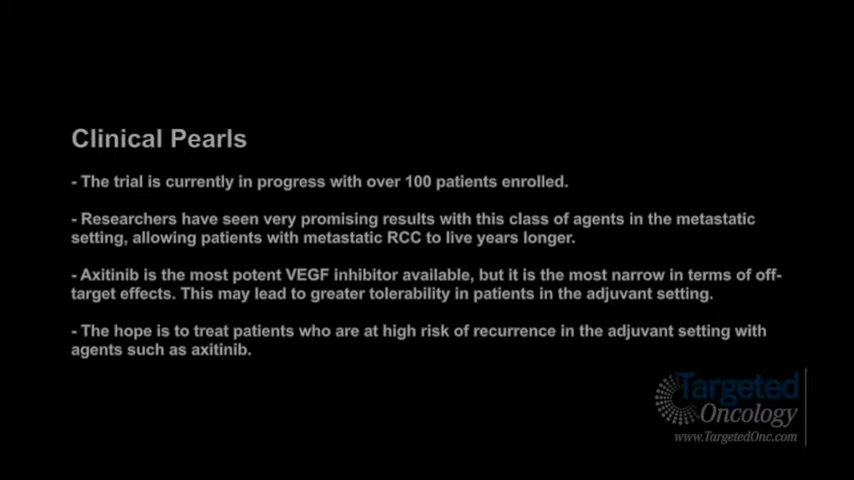 Clinical Pearls
- The trial is currently in progress with over 100 patients enrolled.
- Researchers have seen very promising results with this class of agents in the metastatic
setting, allowing patients with metastatic RCC to live years longer.
- Axitinib is the most potent VEGF inhibitor available, but it is the most narrow in terms of off-
target effects. This may lead to greater tolerability in patients in the adjuvant setting.
- The hope is to treat patients who are at high risk of recurrence in the adjuvant setting with
agents such as axitinib.
Targeted
Oncology
www.TargetedOnc.com